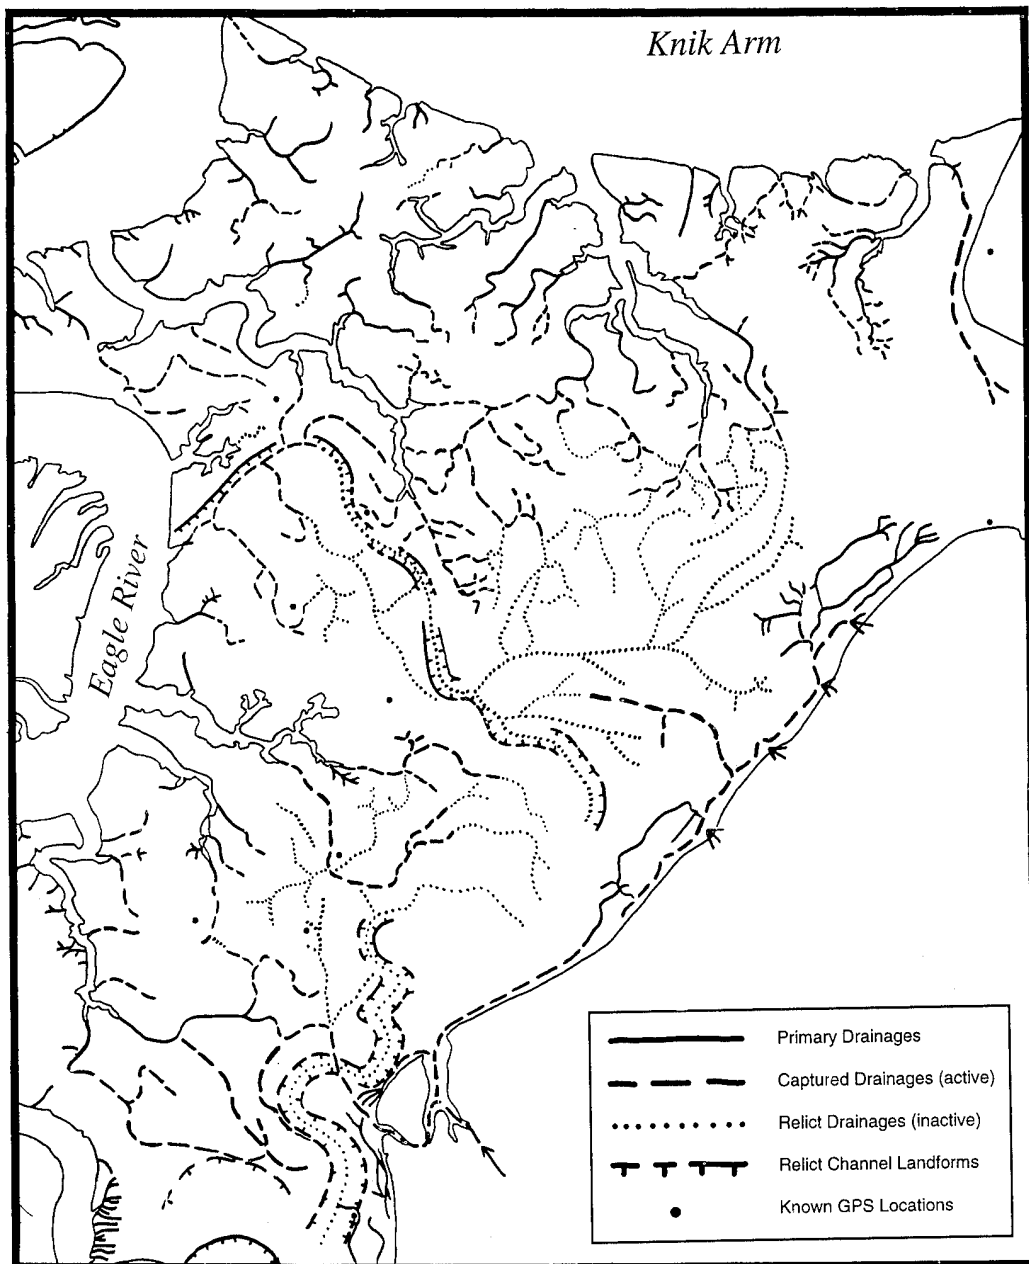 Knik Arm
Eagle River
Primary Drainages
Captured Drainages (active)
Relict Drainages (inactive)
Relict Channel Landforms
Known GPS Locations